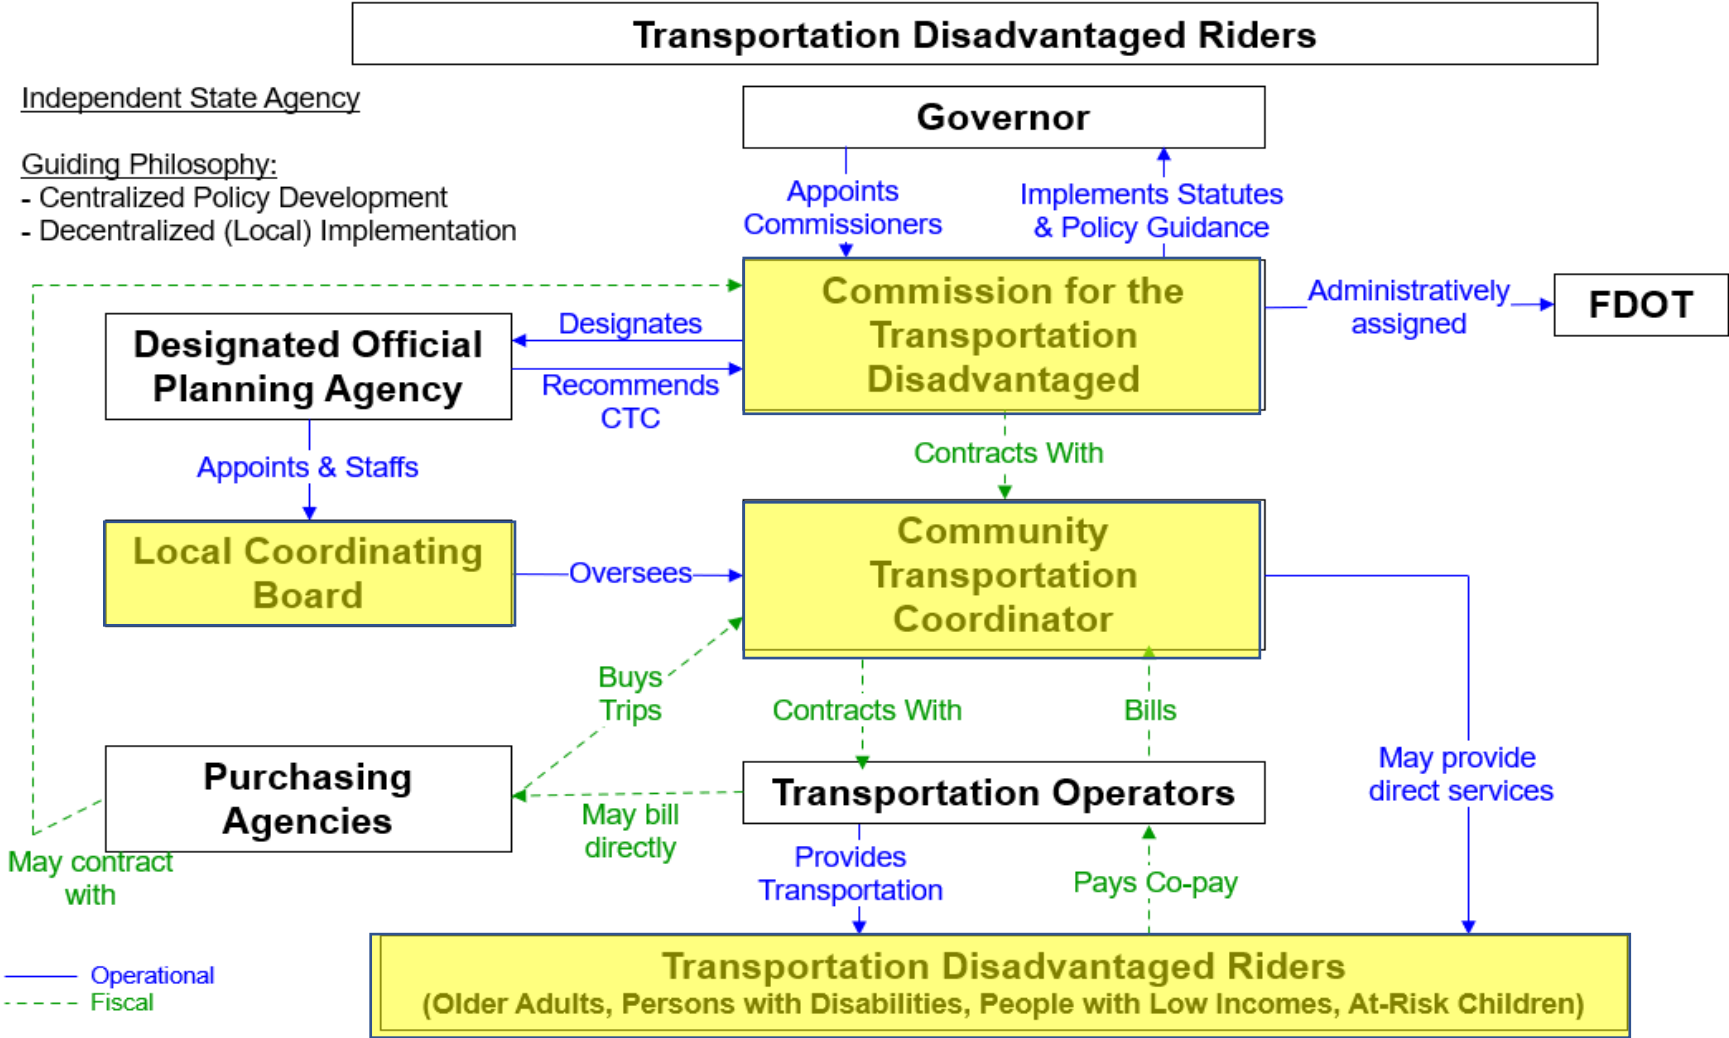 Transportation Disadvantaged Riders
Independent State Agency
Guiding Philosophy:
- Centralized Policy Development
- Decentralized (Local) Implementation
Governor
Appoints
Commissioners
Implements Statutes
& Policy Guidance
Commission for the
Transportation
Disadvantaged
Administratively
assigned
FDOT
Designated Official
Planning Agency
Designates
Recommends
CTC
Contracts With
Appoints & Staffs
Local Coordinating
Board
Oversees
Community
Transportation
Coordinator
Buys
Trips
Contracts With
Bills
May provide
direct services
Purchasing
Agencies
May bill
directly
Transportation Operators
May contract
with
Provides
Transportation
Pays Co-pay
Transportation Disadvantaged Riders
(Older Adults, Persons with Disabilities, People with Low Incomes, At-Risk Children)
Operational
Fiscal